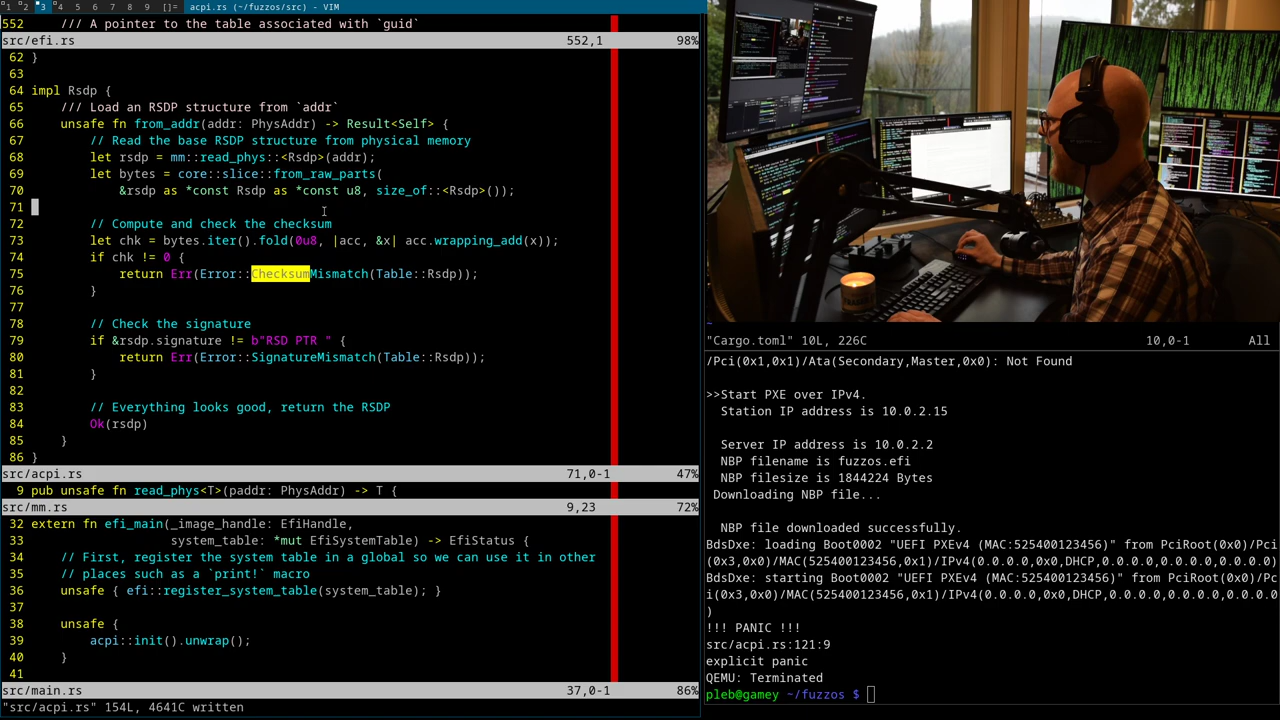 1 2 3 4 5 6 7 8 9 []= acpi.rs (~/fuzzos/src) - VIM
552     /// A pointer to the table associated with `guid`
src/efi.rs 552,1 98%
62 }
63
64 impl Rsdp {
65     /// Load an RSDP structure from `addr`
66     unsafe fn from_addr(addr: PhysAddr) -> Result<Self> {
67         // Read the base RSDP structure from physical memory
68         let rsdp = mm::read_phys::<Rsdp>(addr);
69         let bytes = core::slice::from_raw_parts(
70             &rsdp as *const Rsdp as *const u8, size_of::<Rsdp>());
71
72         // Compute and check the checksum
73         let chk = bytes.iter().fold(0u8, |acc, &x| acc.wrapping_add(x));
74         if chk != 0 {
75             return Err(Error::ChecksumMismatch(Table::Rsdp));
76         }
77
78         // Check the signature
79         if &rsdp.signature != b"RSD PTR " {
80             return Err(Error::SignatureMismatch(Table::Rsdp));
81         }
82
83         // Everything looks good, return the RSDP
84         Ok(rsdp)
85     }
86 }
src/acpi.rs 71,0-1 47%
9 pub unsafe fn read_phys<T>(paddr: PhysAddr) -> T {
src/mm.rs 9,23 72%
32 extern fn efi_main(_image_handle: EfiHandle,
33                    system_table: *mut EfiSystemTable) -> EfiStatus {
34     // First, register the system table in a global so we can use it in other
35     // places such as a `print!` macro
36     unsafe { efi::register_system_table(system_table); }
37
38     unsafe {
39         acpi::init().unwrap();
40     }
41
src/main.rs 37,0-1 86%
"src/acpi.rs" 154L, 4641C written
~
"Cargo.toml" 10L, 226C 10,0-1 All
/Pci(0x1,0x1)/Ata(Secondary,Master,0x0): Not Found
>>Start PXE over IPv4.
  Station IP address is 10.0.2.15
  Server IP address is 10.0.2.2
  NBP filename is fuzzos.efi
  NBP filesize is 1844224 Bytes
 Downloading NBP file...
  NBP file downloaded successfully.
BdsDxe: loading Boot0002 "UEFI PXEv4 (MAC:525400123456)" from PciRoot(0x0)/Pci
(0x3,0x0)/MAC(525400123456,0x1)/IPv4(0.0.0.0,0x0,DHCP,0.0.0.0,0.0.0.0,0.0.0.0)
BdsDxe: starting Boot0002 "UEFI PXEv4 (MAC:525400123456)" from PciRoot(0x0)/Pc
i(0x3,0x0)/MAC(525400123456,0x1)/IPv4(0.0.0.0,0x0,DHCP,0.0.0.0,0.0.0.0,0.0.0.0
)
!!! PANIC !!!
src/acpi.rs:121:9
explicit panic
QEMU: Terminated
pleb@gamey ~/fuzzos $